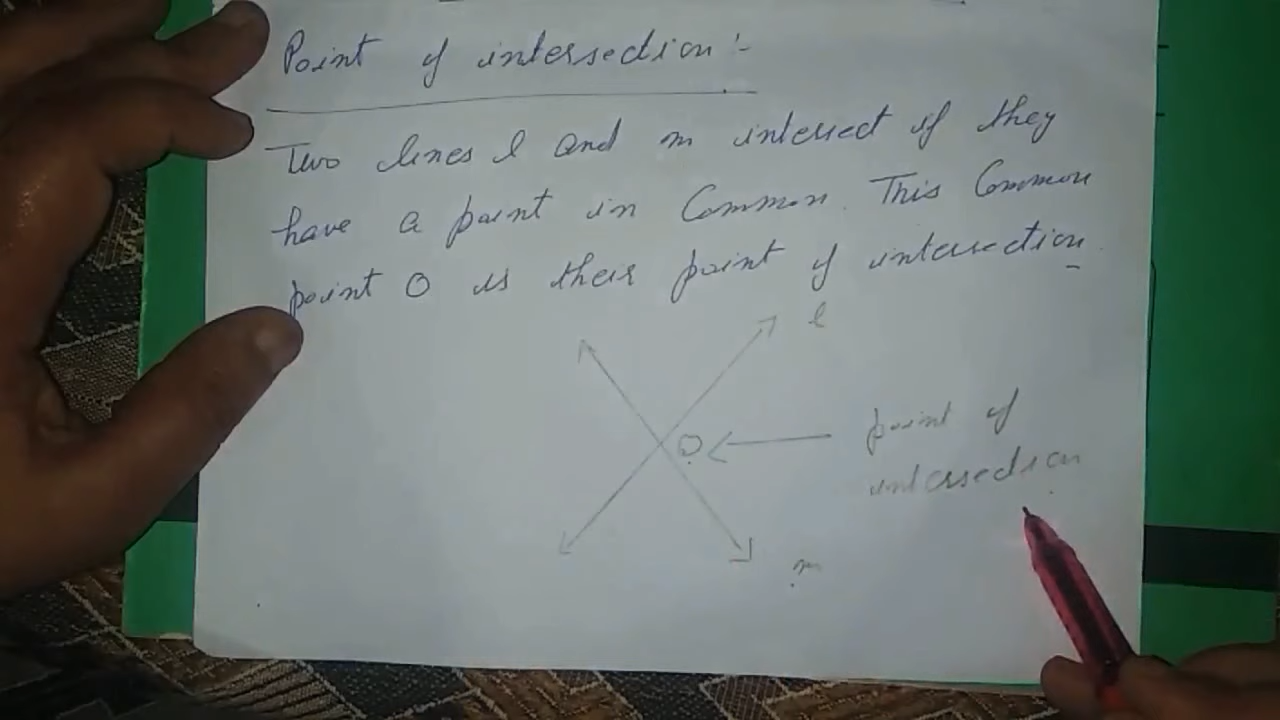 Point of intersection :-
Two lines l and m intersect if they
have a point in Common. This Common
point O is their point of intersection.
l
O
point of
intersection
m